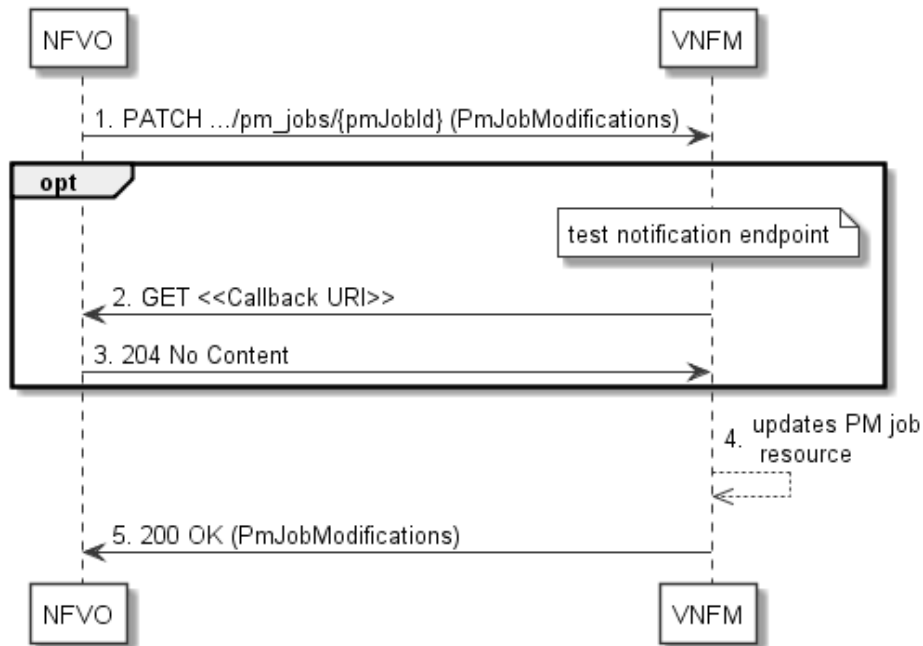 NFVO
VNFM
1. PATCH .../pm_jobs/{pmJobId} (PmJobModifications)
opt
test notification endpoint
2. GET <<Callback URI>>
3. 204 No Content
4. updates PM job
resource
5. 200 OK (PmJobModifications)
NFVO
VNFM